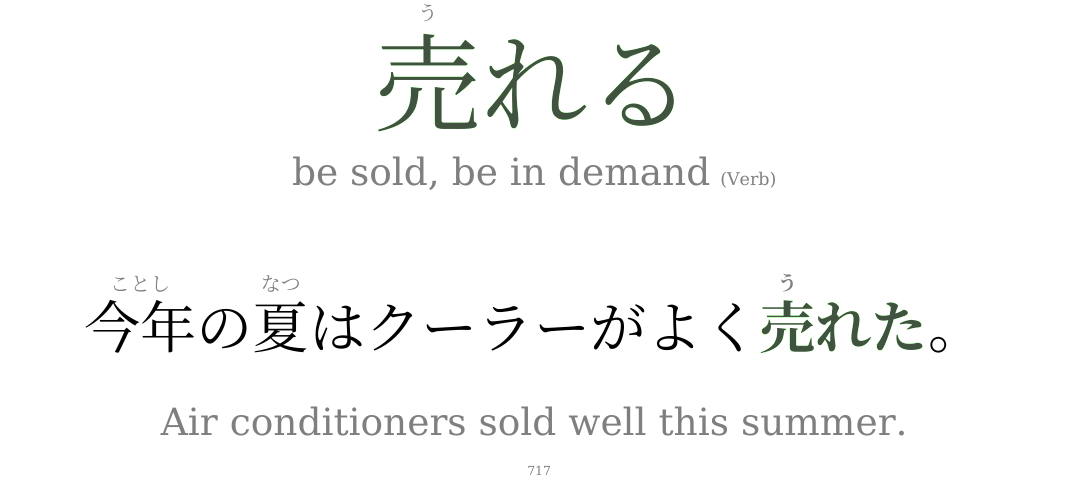 う
売れる
be sold, be in demand (Verb)
ことし なつ う
今年の夏はクーラーがよく売れた。
Air conditioners sold well this summer.
717